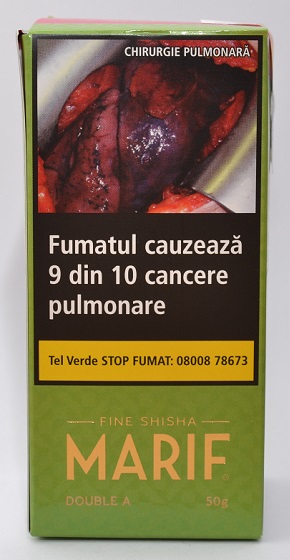 CHIRURGIE PULMONARĂ
Fumatul cauzează
9 din 10 cancere
pulmonare
Tel Verde STOP FUMAT: 08008 78673
FINE SHISHA
MARIF
DOUBLE A 50g